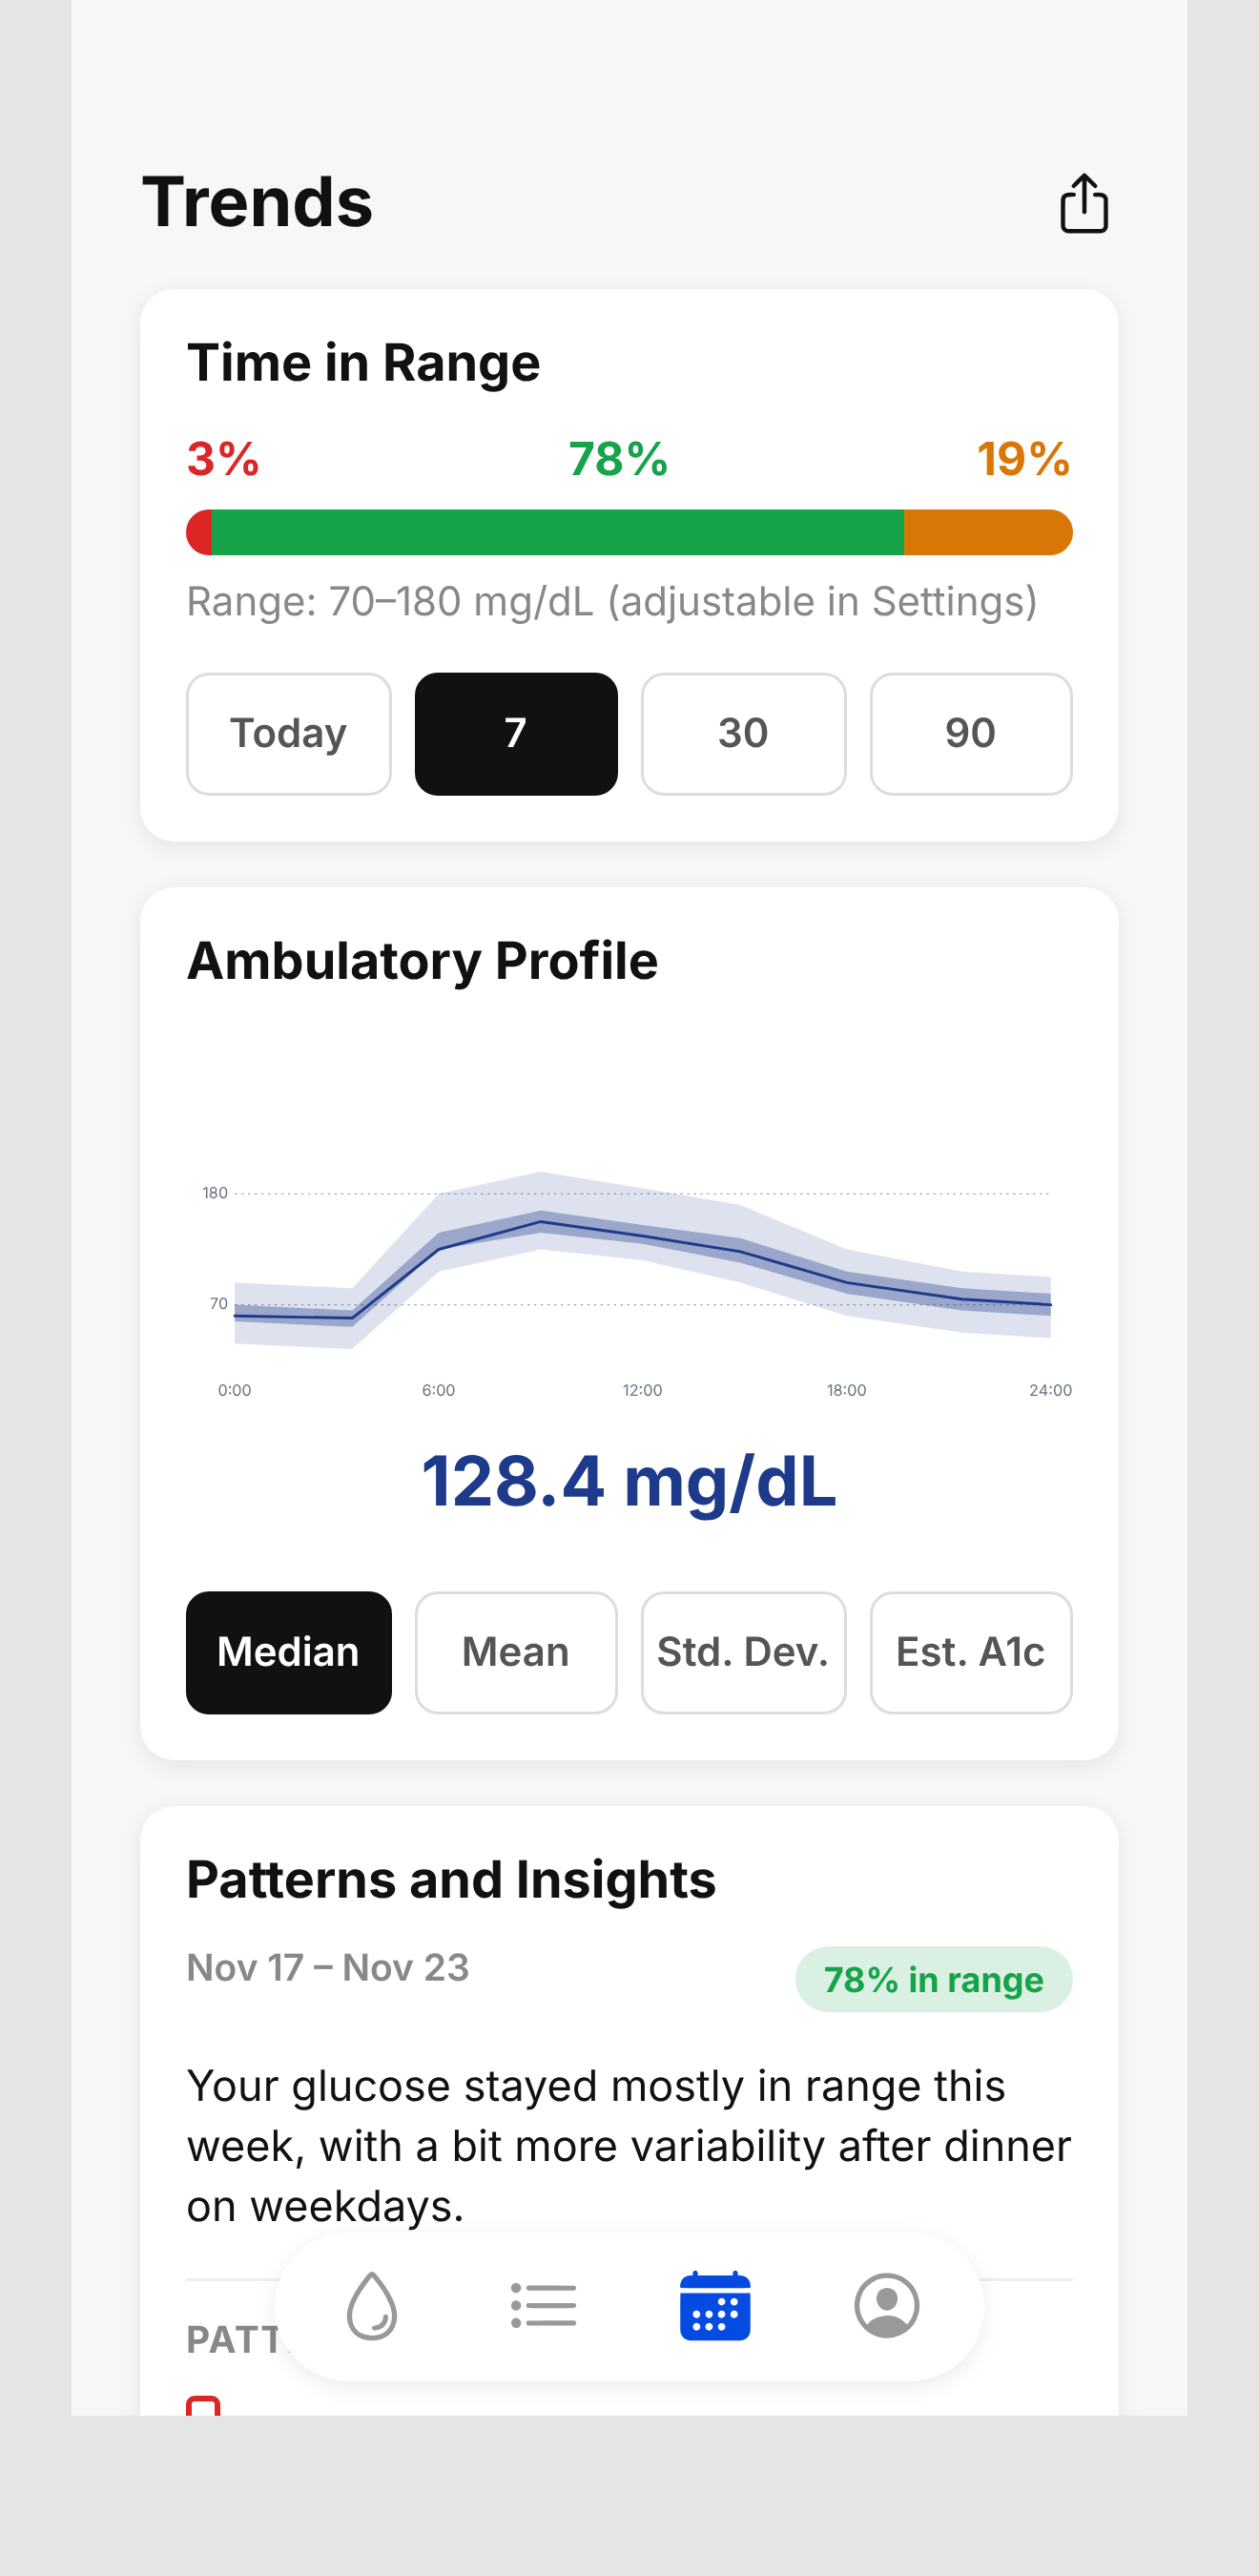 Trends
Time in Range
3% 78% 19%
Range: 70–180 mg/dL (adjustable in Settings)
Today 7 30 90
Ambulatory Profile
180
70
0:00 6:00 12:00 18:00 24:00
128.4 mg/dL
Median Mean Std. Dev. Est. A1c
Patterns and Insights
Nov 17 – Nov 23 78% in range
Your glucose stayed mostly in range this
week, with a bit more variability after dinner
on weekdays.